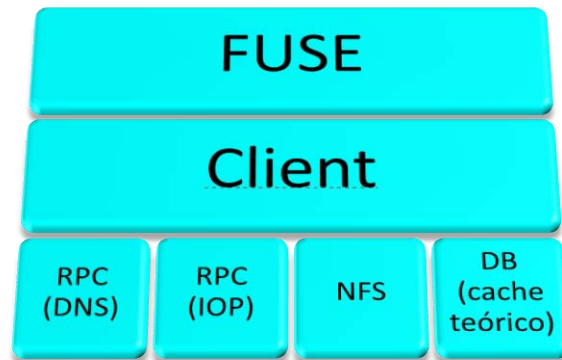 FUSE
Client
RPC
(DNS)
RPC
(IOP)
NFS
DB
(cache
teórico)